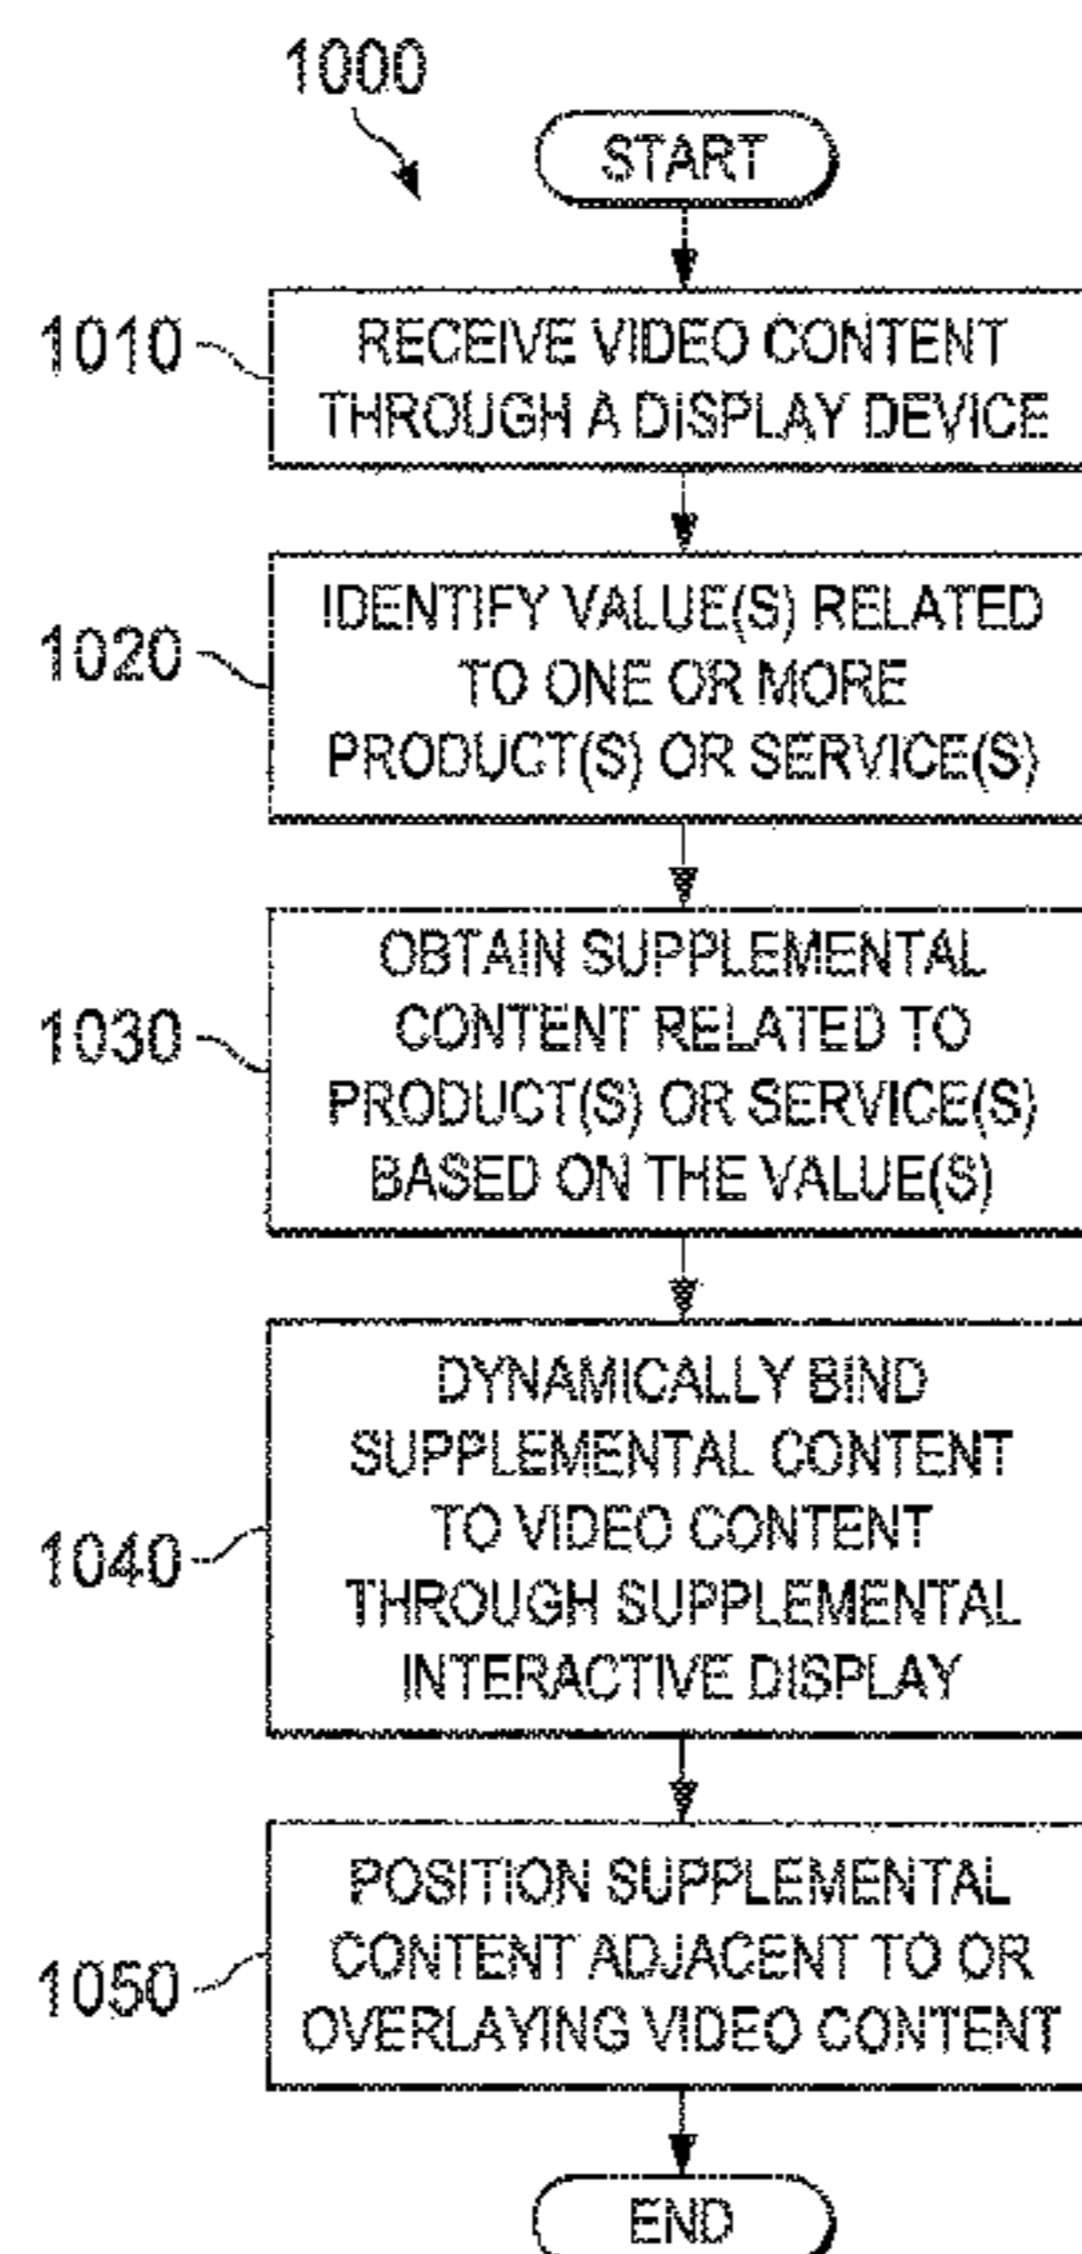 1000
START
1010
RECEIVE VIDEO CONTENT
THROUGH A DISPLAY DEVICE
1020
IDENTIFY VALUE(S) RELATED
TO ONE OR MORE
PRODUCT(S) OR SERVICE(S)
1030
OBTAIN SUPPLEMENTAL
CONTENT RELATED TO
PRODUCT(S) OR SERVICE(S)
BASED ON THE VALUE(S)
1040
DYNAMICALLY BIND
SUPPLEMENTAL CONTENT
TO VIDEO CONTENT
THROUGH SUPPLEMENTAL
INTERACTIVE DISPLAY
1050
POSITION SUPPLEMENTAL
CONTENT ADJACENT TO OR
OVERLAYING VIDEO CONTENT
END